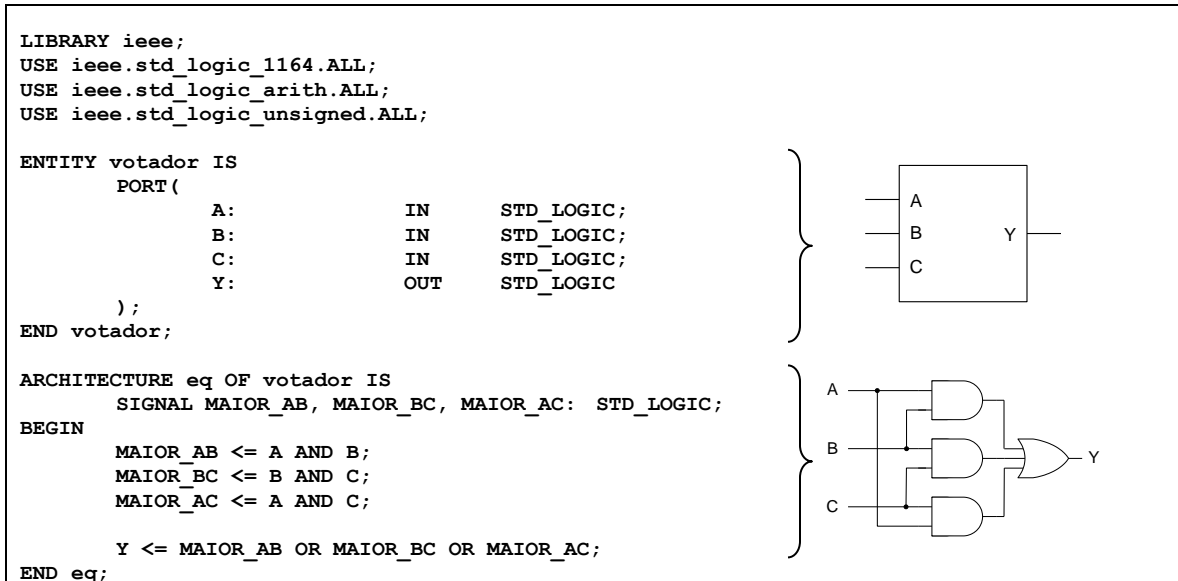 LIBRARY ieee;
USE ieee.std_logic_1164.ALL;
USE ieee.std_logic_arith.ALL;
USE ieee.std_logic_unsigned.ALL;
ENTITY votador IS
PORT(
A: IN STD_LOGIC;
B: IN STD_LOGIC;
C: IN STD_LOGIC;
Y: OUT STD_LOGIC
);
END votador;
A
B Y
C
ARCHITECTURE eq OF votador IS
SIGNAL MAIOR_AB, MAIOR_BC, MAIOR_AC: STD_LOGIC;
BEGIN
MAIOR_AB <= A AND B;
MAIOR_BC <= B AND C;
MAIOR_AC <= A AND C;
Y <= MAIOR_AB OR MAIOR_BC OR MAIOR_AC;
END eq;
A
B Y
C